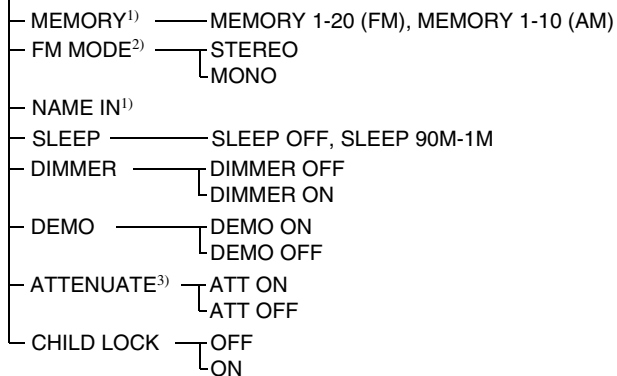 MEMORY1) MEMORY 1-20 (FM), MEMORY 1-10 (AM)
FM MODE2) STEREO
MONO
NAME IN1)
SLEEP SLEEP OFF, SLEEP 90M-1M
DIMMER DIMMER OFF
DIMMER ON
DEMO DEMO ON
DEMO OFF
ATTENUATE3) ATT ON
ATT OFF
CHILD LOCK OFF
ON